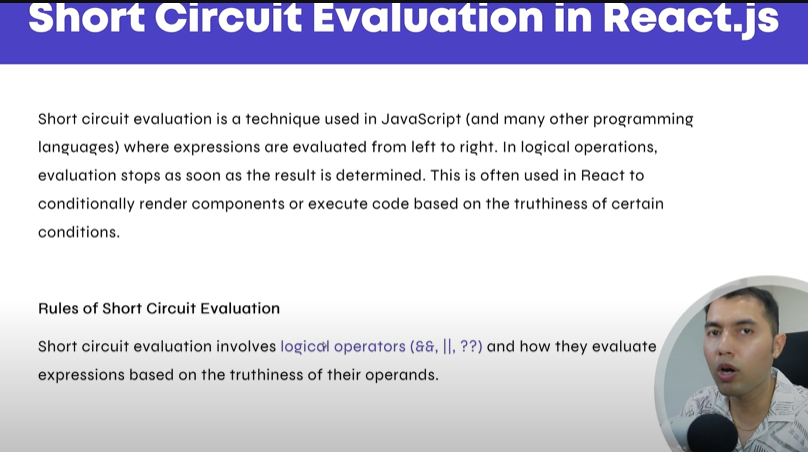 Short Circuit Evaluation in React.js
Short circuit evaluation is a technique used in JavaScript (and many other programming
languages) where expressions are evaluated from left to right. In logical operations,
evaluation stops as soon as the result is determined. This is often used in React to
conditionally render components or execute code based on the truthiness of certain
conditions.
Rules of Short Circuit Evaluation
Short circuit evaluation involves logical operators (&&, ||, ??) and how they evaluate
expressions based on the truthiness of their operands.